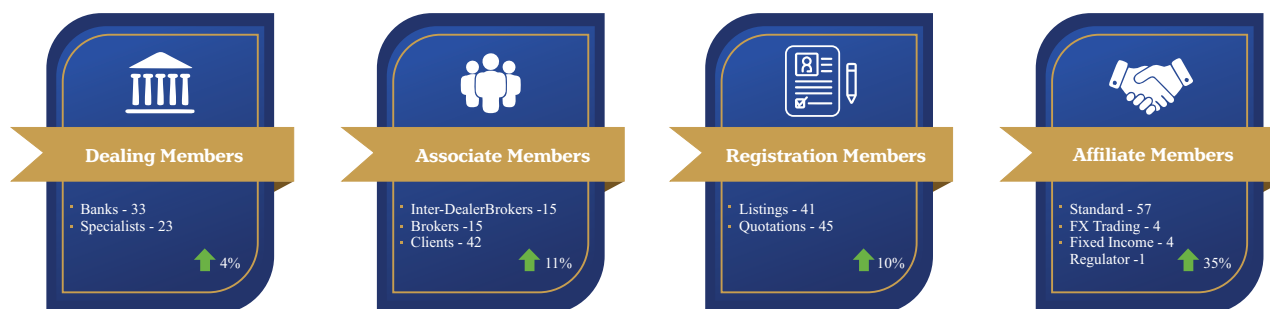 Dealing Members
Banks - 33
Specialists - 23
4%
Associate Members
Inter-DealerBrokers -15
Brokers -15
Clients - 42
11%
Registration Members
Listings - 41
Quotations - 45
10%
Affiliate Members
Standard - 57
FX Trading - 4
Fixed Income - 4
Regulator -1
35%